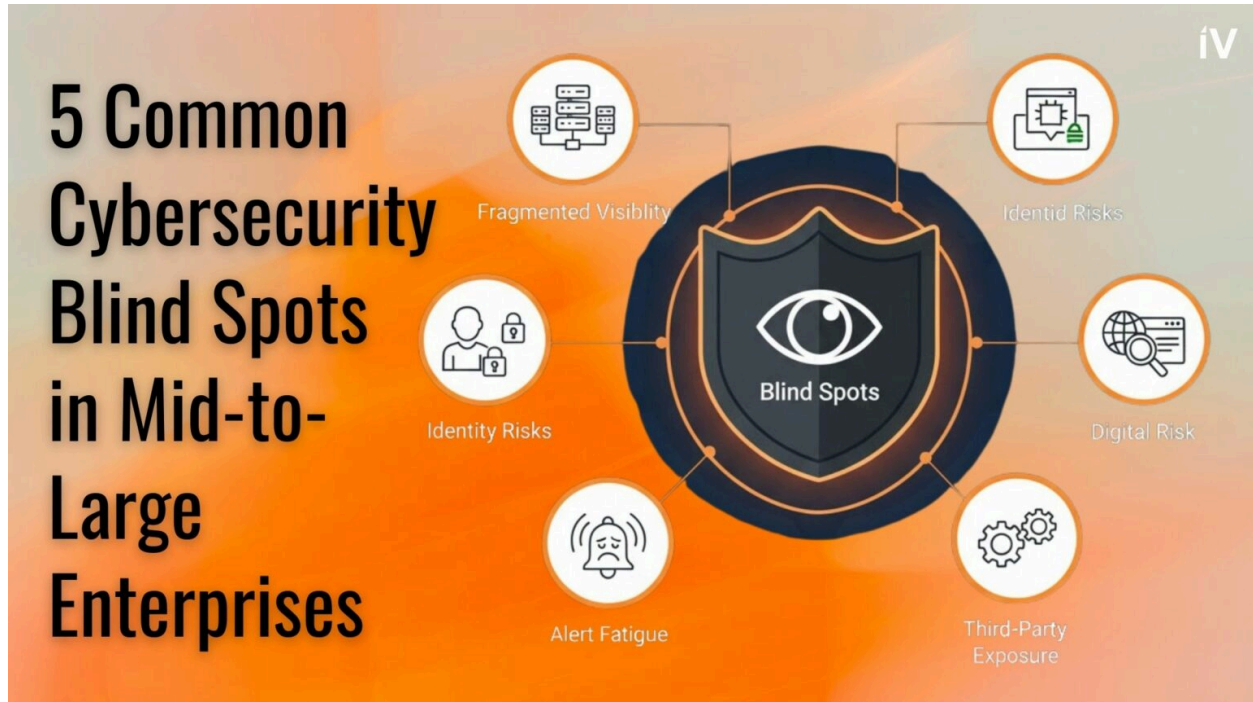 5 Common
Cybersecurity
Blind Spots
in Mid-to-
Large
Enterprises
íV
Fragmented Visiblity
Identid Risks
Identity Risks
Blind Spots
Digital Risk
Alert Fatigue
Third-Party
Exposure